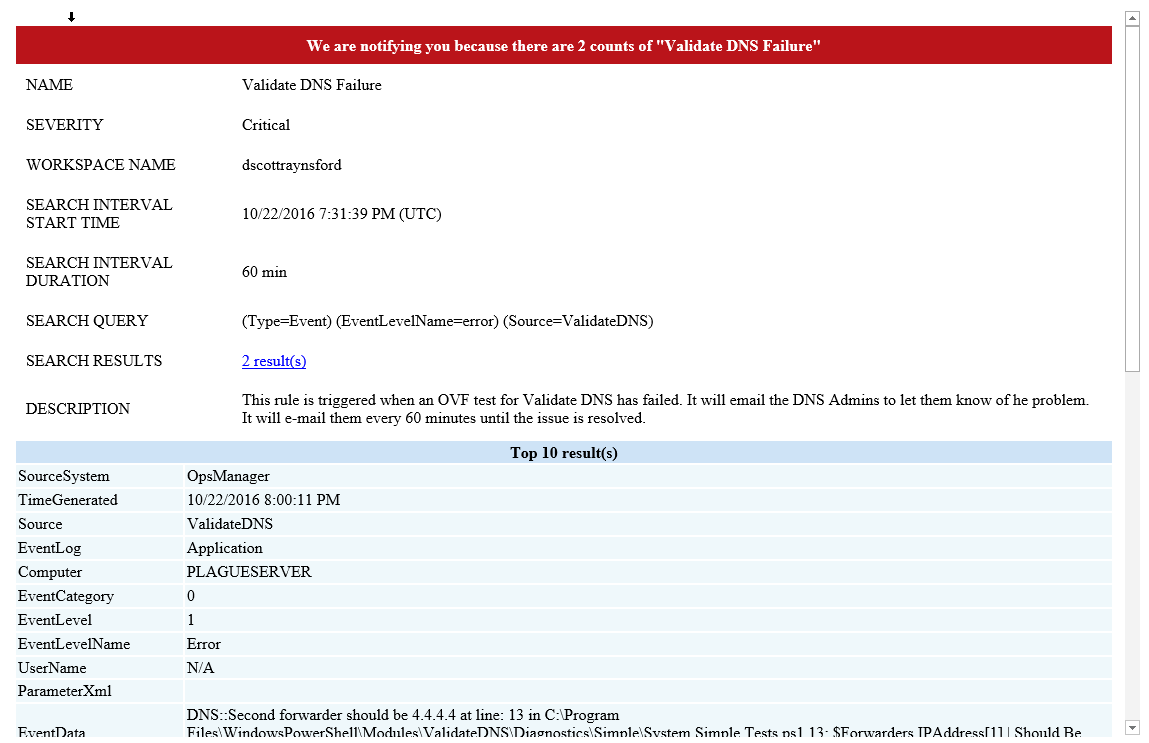 We are notifying you because there are 2 counts of "Validate DNS Failure"
NAME Validate DNS Failure
SEVERITY Critical
WORKSPACE NAME dscottraynsford
SEARCH INTERVAL
START TIME 10/22/2016 7:31:39 PM (UTC)
SEARCH INTERVAL
DURATION 60 min
SEARCH QUERY (Type=Event) (EventLevelName=error) (Source=ValidateDNS)
SEARCH RESULTS 2 result(s)
DESCRIPTION This rule is triggered when an OVF test for Validate DNS has failed. It will email the DNS Admins to let them know of he problem.
It will e-mail them every 60 minutes until the issue is resolved.
Top 10 result(s)
SourceSystem OpsManager
TimeGenerated 10/22/2016 8:00:11 PM
Source ValidateDNS
EventLog Application
Computer PLAGUESERVER
EventCategory 0
EventLevel 1
EventLevelName Error
UserName N/A
ParameterXml
DNS::Second forwarder should be 4.4.4.4 at line: 13 in C:\Program
EventData Files\WindowsPowerShell\Modules\ValidateDNS\Diagnostics\Simple\System.Simple.Tests.ps1 13: $Forwarders.IPAddress[1] | Should Be